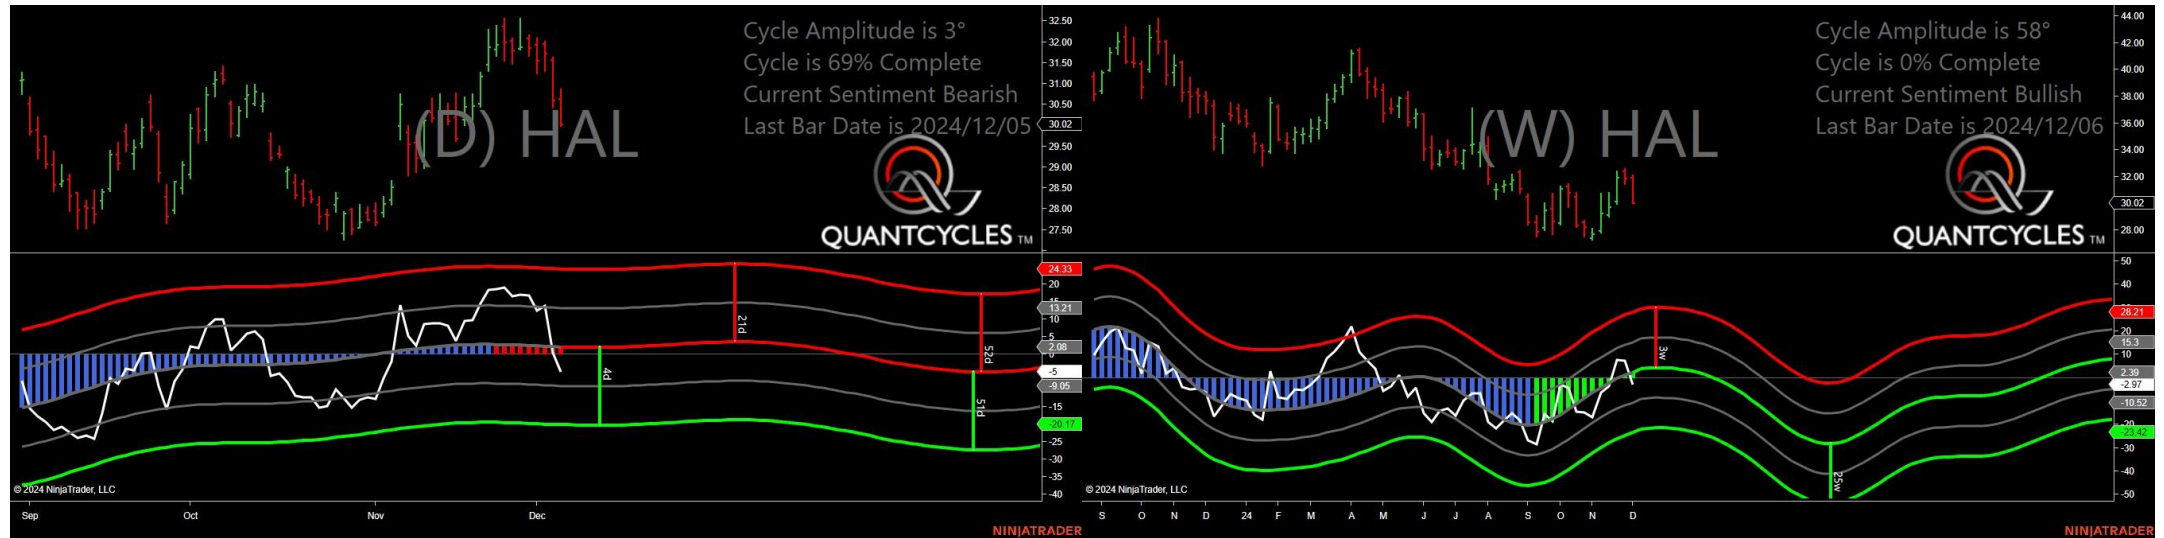 Cycle Amplitude is 3°
Cycle is 69% Complete
Current Sentiment Bearish
Last Bar Date is 2024/12/05
(D) HAL
QUANTCYCLES TM
32.50
32.00
31.50
31.00
30.50
30.02
29.50
29.00
28.50
28.00
27.50
24.33
20
15
13.21
10
5
2.08
0
-5
-9.05
-15
-20.17
-25
-30
-35
-40
4d
21d
52d
51d
© 2024 NinjaTrader, LLC
Sep Oct Nov Dec
NINJATRADER
Cycle Amplitude is 58°
Cycle is 0% Complete
Current Sentiment Bullish
Last Bar Date is 2024/12/06
(W) HAL
QUANTCYCLES TM
44.00
42.00
40.00
38.00
36.00
34.00
32.00
30.02
28.00
50
40
28.21
20
15.3
10
2.39
-2.97
-10.52
-20
-23.42
-30
-40
-50
3w
25w
© 2024 NinjaTrader, LLC
S O N D 24 F M A M J J A S O N D
NINJATRADER